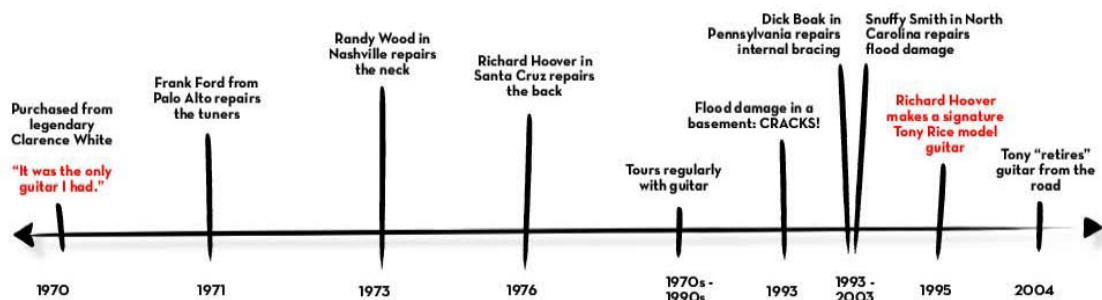 Purchased from
legendary
Clarence White
"It was the only
guitar I had."
1970
Frank Ford from
Palo Alto repairs
the tuners
1971
Randy Wood in
Nashville repairs
the neck
1973
Richard Hoover in
Santa Cruz repairs
the back
1976
Tours regularly
with guitar
1970s -
1990s
Flood damage in a
basement: CRACKS!
1993
Dick Boak in
Pennsylvania repairs
internal bracing
Snuffy Smith in North
Carolina repairs
flood damage
1993 -
2003
Richard Hoover
makes a signature
Tony Rice model
guitar
1995
Tony "retires"
guitar from the
road
2004